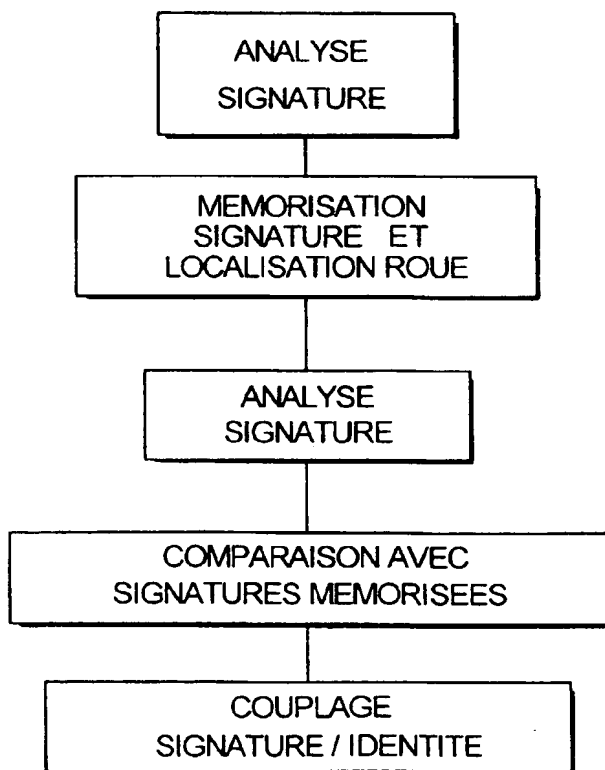 ANALYSE
SIGNATURE
MEMORISATION
SIGNATURE ET
LOCALISATION ROUE
ANALYSE
SIGNATURE
COMPARAISON AVEC
SIGNATURES MEMORISEES
COUPLAGE
SIGNATURE / IDENTITE